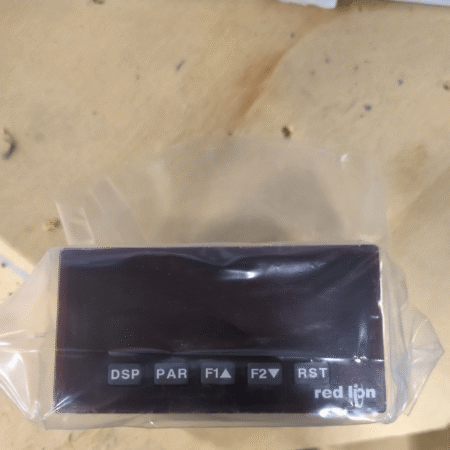 DSP PAR F1▲ F2▼ RST
red lion